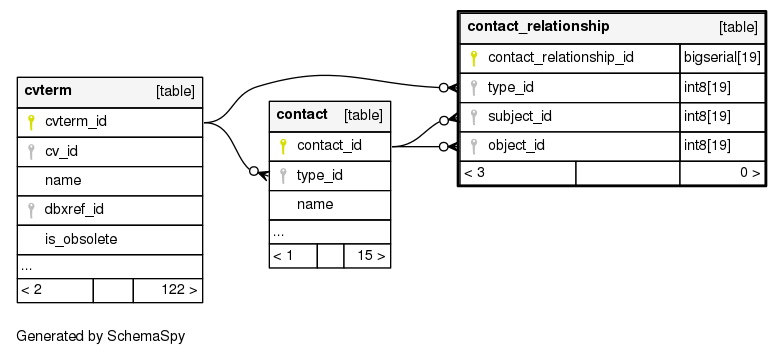 cvterm [table]
cvterm_id
cv_id
name
dbxref_id
is_obsolete
...
< 2 122 >
contact [table]
contact_id
type_id
name
...
< 1 15 >
contact_relationship [table]
contact_relationship_id bigserial[19]
type_id int8[19]
subject_id int8[19]
object_id int8[19]
< 3 0 >
Generated by SchemaSpy